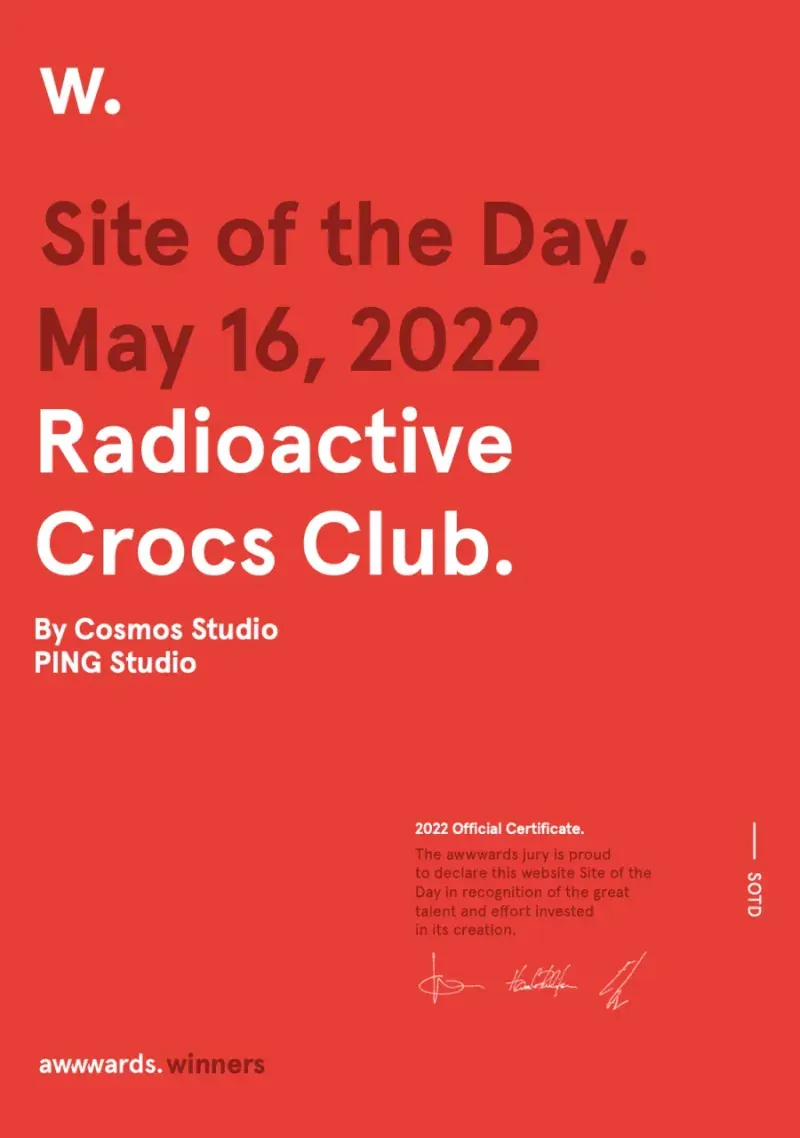 W.
Site of the Day.
May 16, 2022
Radioactive
Crocs Club.
By Cosmos Studio
PING Studio
2022 Official Certificate.
The awwwards jury is proud
to declare this website Site of the
Day in recognition of the great
talent and effort invested
in its creation.
SOTD
awwwards. winners